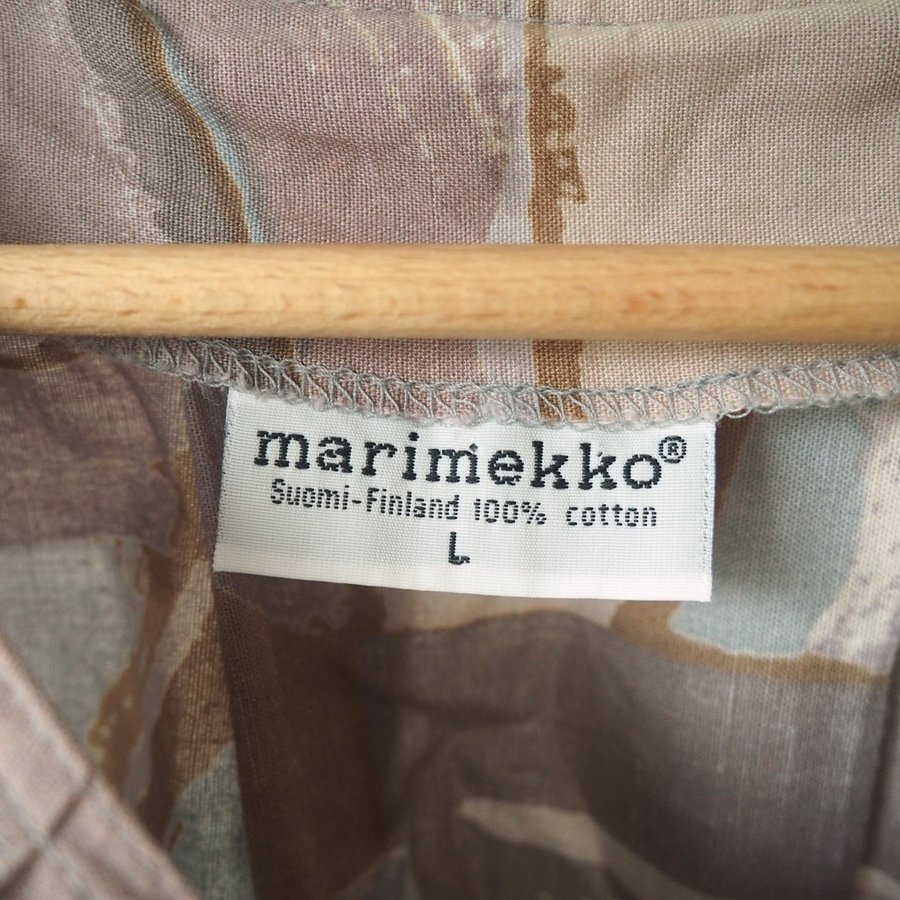 marimekko®
Suomi-Finland 100% cotton
L